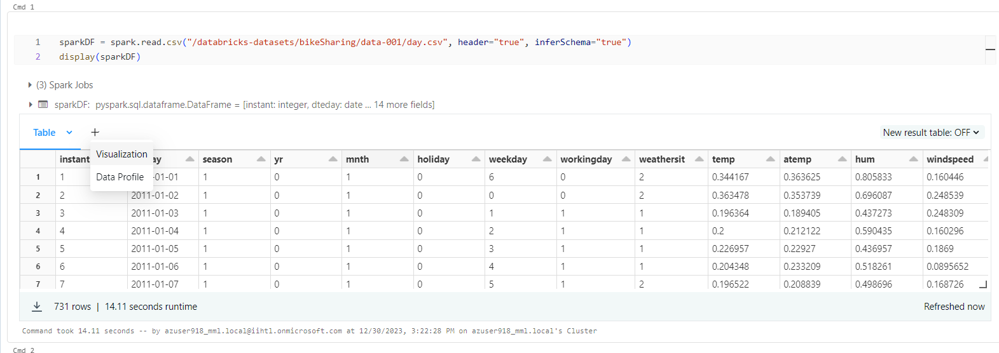 Cmd 1
1 sparkDF = spark.read.csv("/databricks-datasets/bikeSharing/data-001/day.csv", header="true", inferSchema="true")
2 display(sparkDF)
(3) Spark Jobs
sparkDF: pyspark.sql.dataframe.DataFrame = [instant: integer, dteday: date ... 14 more fields]
Table + New result table: OFF
Visualization
Data Profile
instant ay season yr mnth holiday weekday workingday weathersit temp atemp hum windspeed
1 1 -01-01 1 0 1 0 6 0 2 0.344167 0.363625 0.805833 0.160446
2 2 2011-01-02 1 0 1 0 0 0 2 0.363478 0.353739 0.696087 0.248539
3 3 2011-01-03 1 0 1 0 1 1 1 0.196364 0.189405 0.437273 0.248309
4 4 2011-01-04 1 0 1 0 2 1 1 0.2 0.212122 0.590435 0.160296
5 5 2011-01-05 1 0 1 0 3 1 1 0.226957 0.22927 0.436957 0.1869
6 6 2011-01-06 1 0 1 0 4 1 1 0.204348 0.233209 0.518261 0.0895652
7 7 2011-01-07 1 0 1 0 5 1 2 0.196522 0.208839 0.498696 0.168726
731 rows | 14.11 seconds runtime Refreshed now
Command took 14.11 seconds -- by azuser918_mml.local@iihtl.onmicrosoft.com at 12/30/2023, 3:22:28 PM on azuser918_mml.local's Cluster
Cmd 2